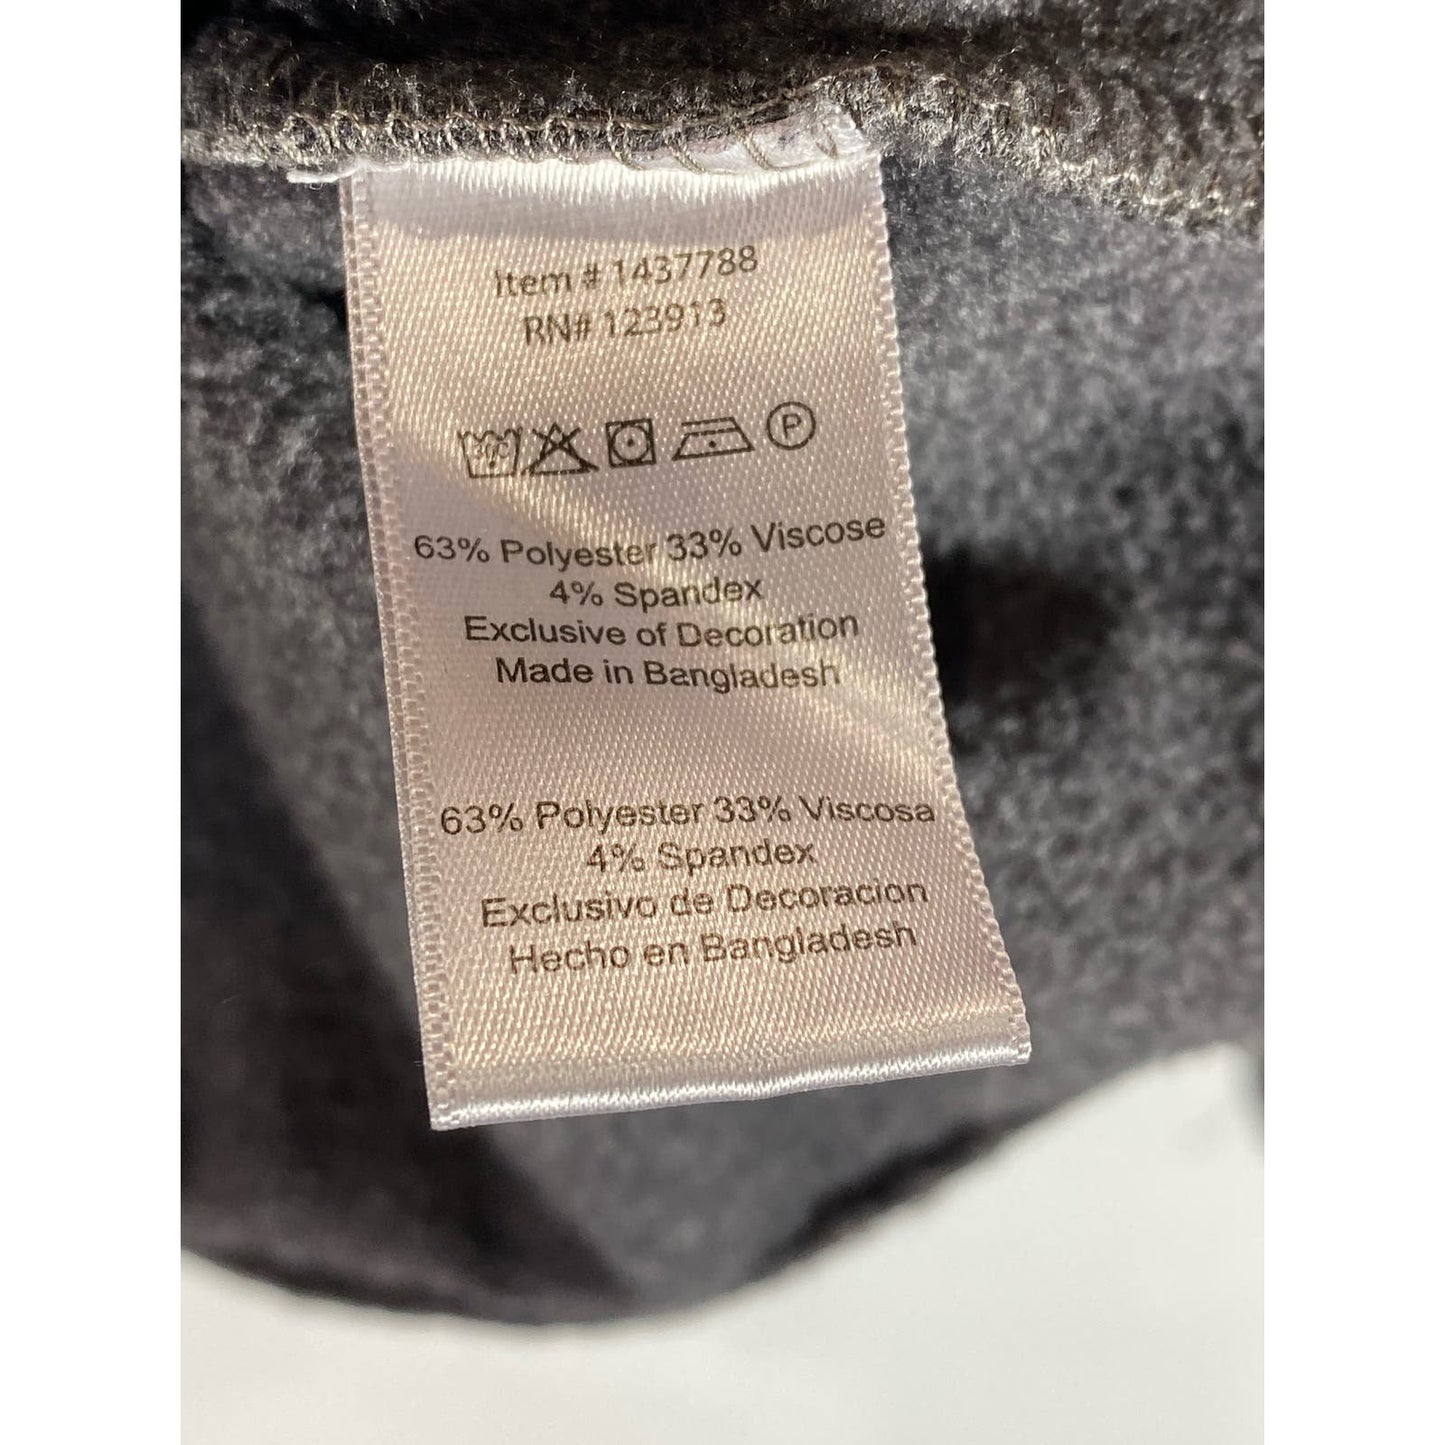 Item # 1437788
RN# 123913
30°C P
63% Polyester 33% Viscose
4% Spandex
Exclusive of Decoration
Made in Bangladesh
63% Polyester 33% Viscosa
4% Spandex
Exclusivo de Decoracion
Hecho en Bangladesh